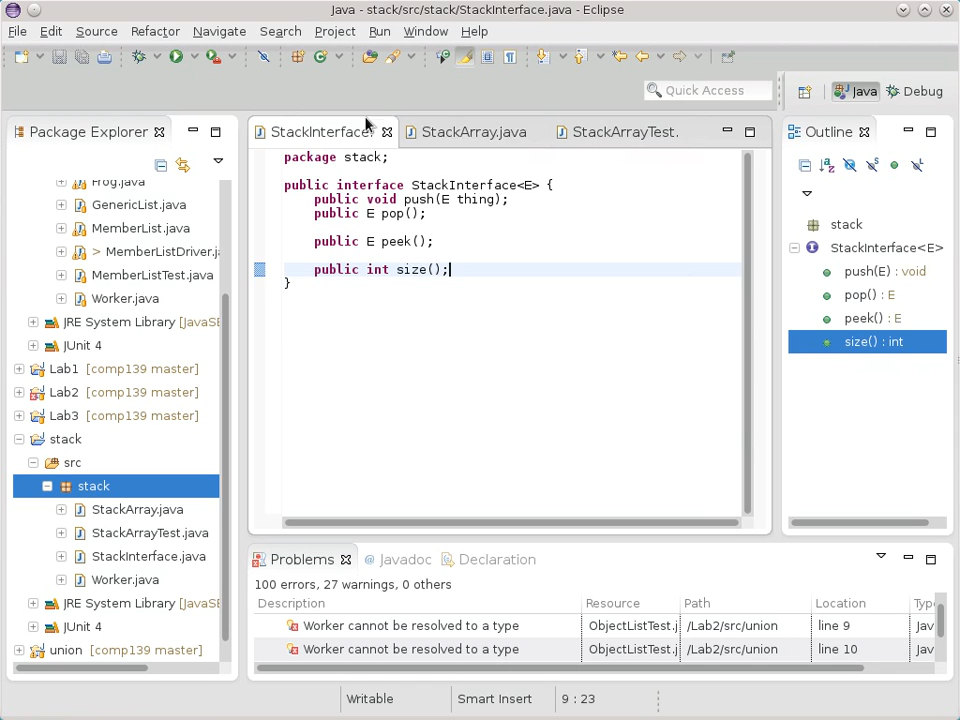 Java - stack/src/stack/StackInterface.java - Eclipse
File Edit Source Refactor Navigate Search Project Run Window Help
Quick Access
Java
Debug
Package Explorer
Frog.java
GenericList.java
MemberList.java
> MemberListDriver.j
MemberListTest.java
Worker.java
JRE System Library [JavaSE
JUnit 4
Lab1 [comp139 master]
Lab2 [comp139 master]
Lab3 [comp139 master]
stack
src
stack
StackArray.java
StackArrayTest.java
StackInterface.java
Worker.java
JRE System Library [JavaSE
JUnit 4
union [comp139 master]
StackInterface. StackArray.java StackArrayTest.
package stack;
public interface StackInterface<E> {
public void push(E thing);
public E pop();
public E peek();
public int size();
}
Outline
stack
StackInterface<E>
push(E) : void
pop() : E
peek() : E
size() : int
Problems @ Javadoc Declaration
100 errors, 27 warnings, 0 others
Description Resource Path Location Type
Worker cannot be resolved to a type ObjectListTest.j /Lab2/src/union line 9 Jav
Worker cannot be resolved to a type ObjectListTest.j /Lab2/src/union line 10 Jav
Writable Smart Insert 9 : 23